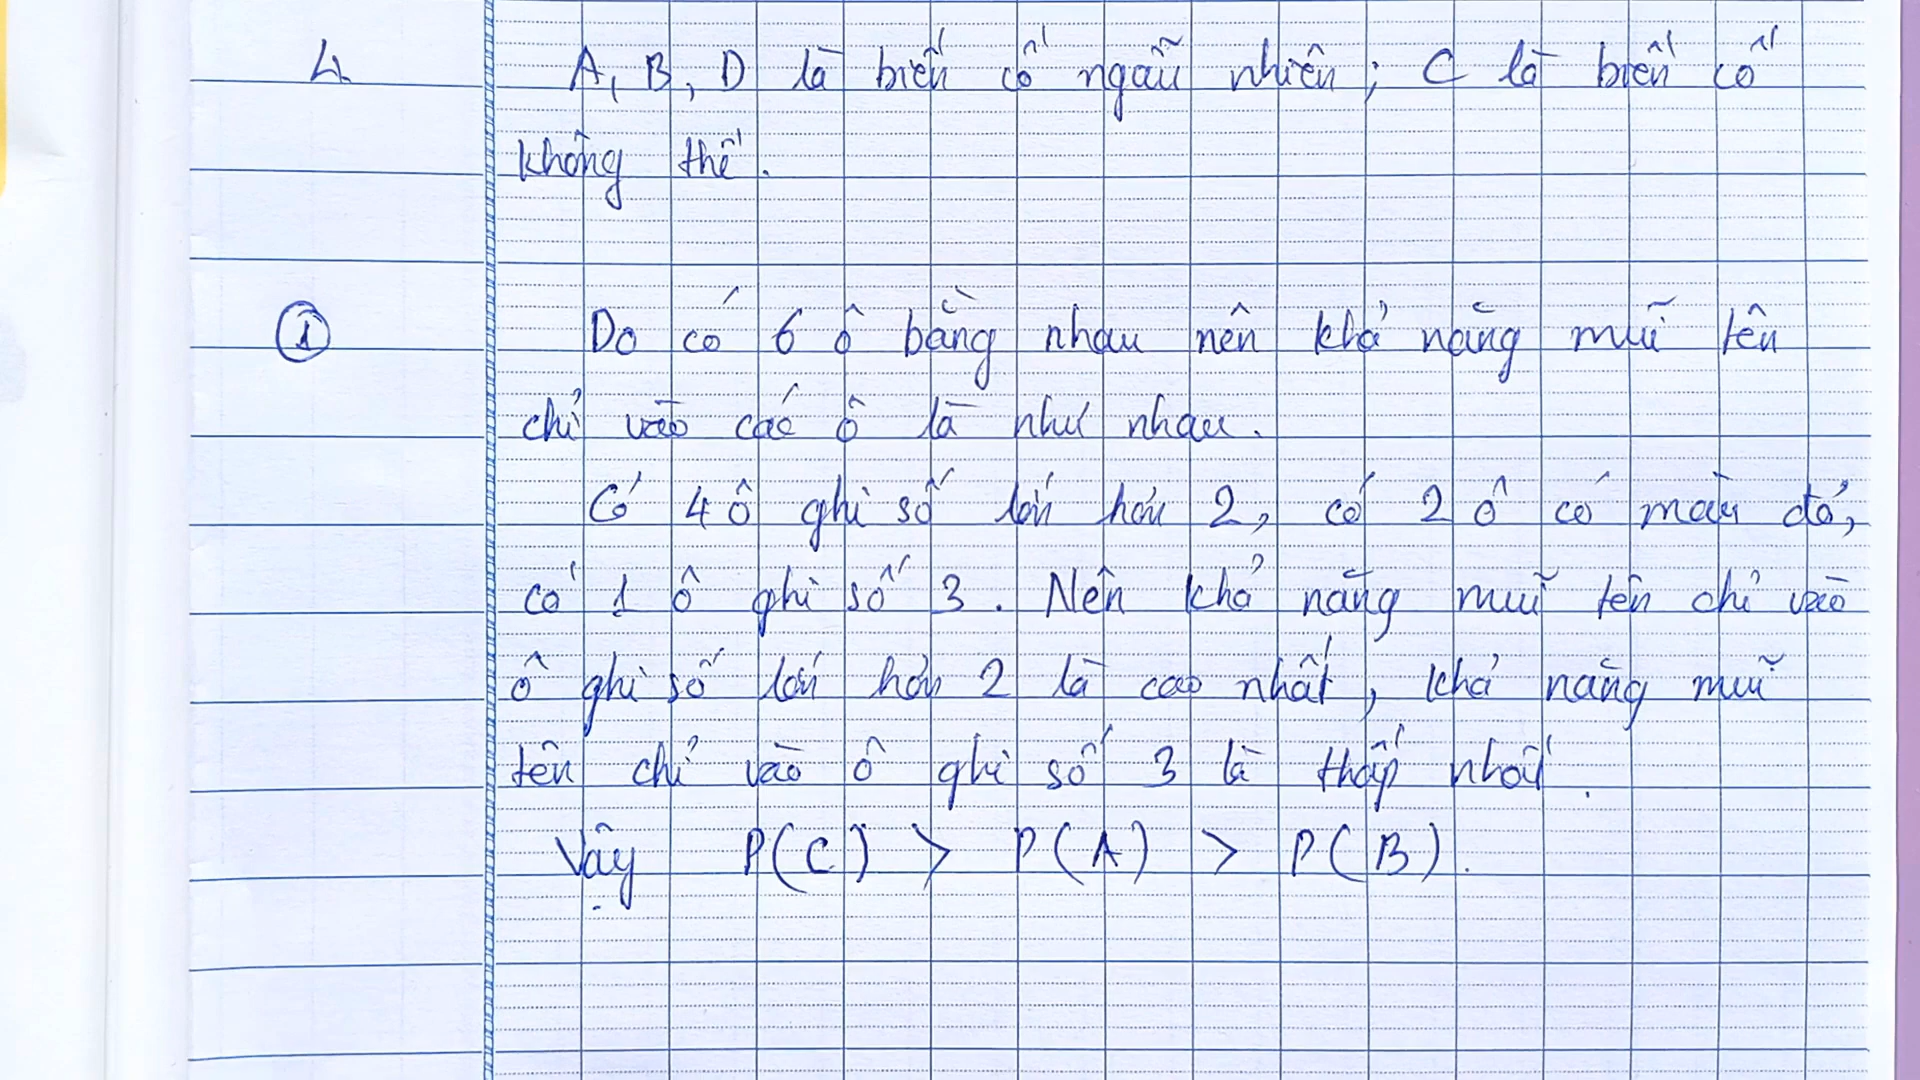 4 A, B, D là biến cố ngẫu nhiên; C là biến cố
không thể.
1 Do có 6 ô bằng nhau nên khả năng mũi tên
chỉ vào các ô là như nhau.
Có 4 ô ghi số lớn hơn 2, có 2 ô có màu đỏ,
có 1 ô ghi số 3. Nên khả năng mũi tên chỉ vào
ô ghi số lớn hơn 2 là cao nhất, khả năng mũi
tên chỉ vào ô ghi số 3 là thấp nhất.
Vậy P(C) > P(A) > P(B).